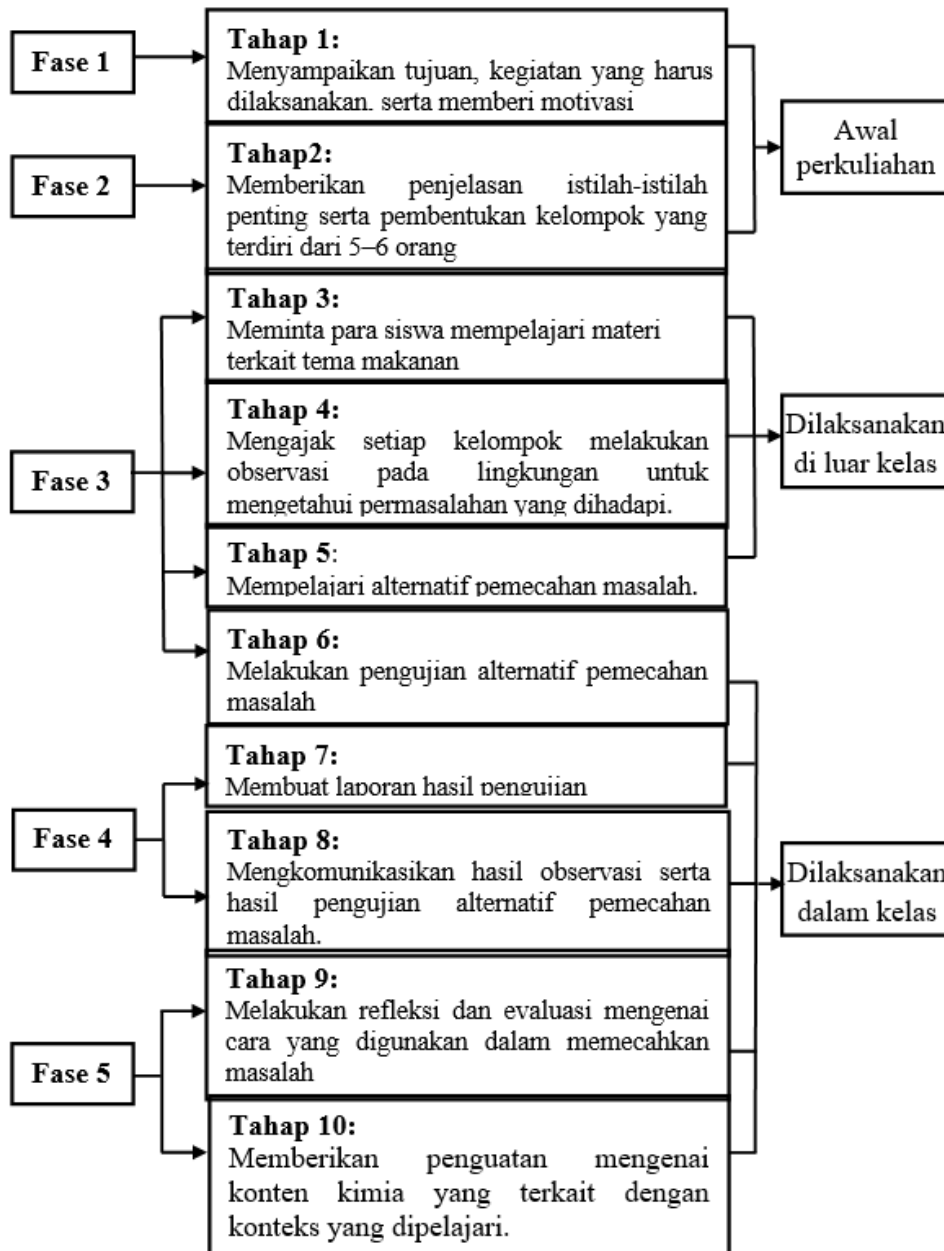 Fase 1
Tahap 1:
Menyampaikan tujuan, kegiatan yang harus
dilaksanakan. serta memberi motivasi
Fase 2
Tahap2:
Memberikan penjelasan istilah-istilah
penting serta pembentukan kelompok yang
terdiri dari 5–6 orang
Awal
perkuliahan
Fase 3
Tahap 3:
Meminta para siswa mempelajari materi
terkait tema makanan
Tahap 4:
Mengajak setiap kelompok melakukan
observasi pada lingkungan untuk
mengetahui permasalahan yang dihadapi.
Tahap 5:
Mempelajari alternatif pemecahan masalah.
Dilaksanakan
di luar kelas
Tahap 6:
Melakukan pengujian alternatif pemecahan
masalah
Fase 4
Tahap 7:
Membuat laporan hasil pengujian
Tahap 8:
Mengkomunikasikan hasil observasi serta
hasil pengujian alternatif pemecahan
masalah.
Dilaksanakan
dalam kelas
Fase 5
Tahap 9:
Melakukan refleksi dan evaluasi mengenai
cara yang digunakan dalam memecahkan
masalah
Tahap 10:
Memberikan penguatan mengenai
konten kimia yang terkait dengan
konteks yang dipelajari.